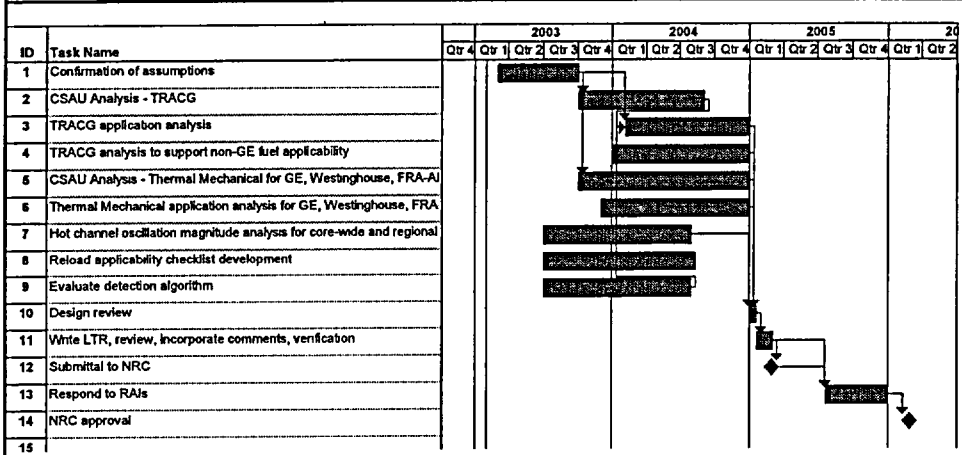 2003 2004 2005 20
ID Task Name Qtr 4 Qtr 1 Qtr 2 Qtr 3 Qtr 4 Qtr 1 Qtr 2 Qtr 3 Qtr 4 Qtr 1 Qtr 2 Qtr 3 Qtr 4 Qtr 1 Qtr 2
1 Confirmation of assumptions
2 CSAU Analysis - TRACG
3 TRACG application analysis
4 TRACG analysis to support non-GE fuel applicability
5 CSAU Analysis - Thermal Mechanical for GE, Westinghouse, FRA-AI
6 Thermal Mechanical application analysis for GE, Westinghouse, FRA
7 Hot channel oscillation magnitude analysis for core-wide and regional
8 Reload applicability checklist development
9 Evaluate detection algorithm
10 Design review
11 Write LTR, review, incorporate comments, verification
12 Submittal to NRC
13 Respond to RAIs
14 NRC approval
15